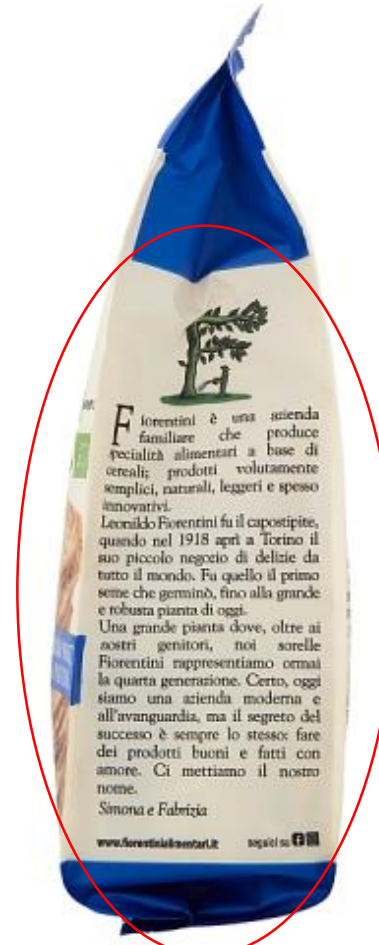 Fiorentini è una azienda
familiare che produce
specialità alimentari a base di
cereali; prodotti volutamente
semplici, naturali, leggeri e spesso
innovativi.
Leonildo Fiorentini fu il capostipite,
quando nel 1918 aprì a Torino il
suo piccolo negozio di delizie da
tutto il mondo. Fu quello il primo
seme che germinò, fino alla grande
e robusta pianta di oggi.
Una grande pianta dove, oltre ai
nostri genitori, noi sorelle
Fiorentini rappresentiamo ormai
la quarta generazione. Certo, oggi
siamo una azienda moderna e
all'avanguardia, ma il segreto del
successo è sempre lo stesso: fare
dei prodotti buoni e fatti con
amore. Ci mettiamo il nostro
nome.
Simona e Fabrizia
www.fiorentinialimentari.it seguici su